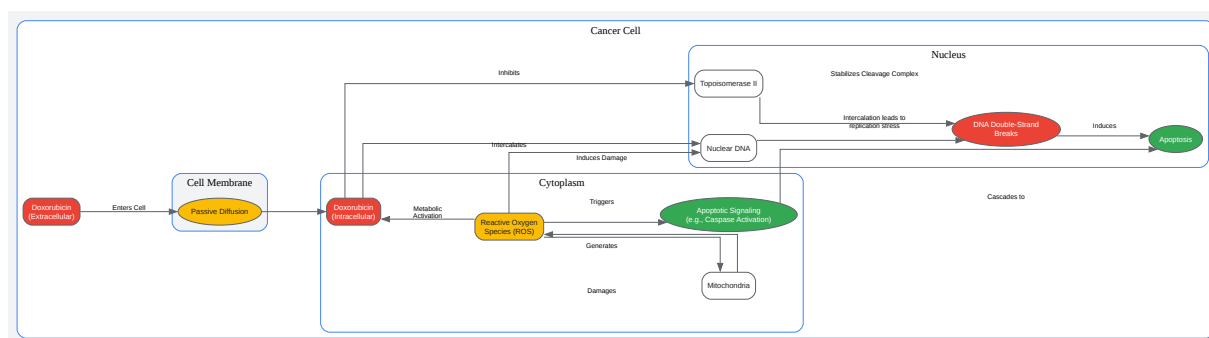 Cancer Cell
Nucleus
Inhibits
Topoisomerase II
Stabilizes Cleavage Complex
Intercalation leads to
replication stress
DNA Double-Strand
Breaks
Induces
Apoptosis
Intercalates
Nuclear DNA
Induces Damage
Cell Membrane
Cytoplasm
Doxorubicin
(Extracellular)
Enters Cell
Passive Diffusion
Doxorubicin
(Intracellular)
Metabolic
Activation
Reactive Oxygen
Species (ROS)
Triggers
Apoptotic Signaling
(e.g., Caspase Activation)
Cascades to
Generates
Mitochondria
Damages